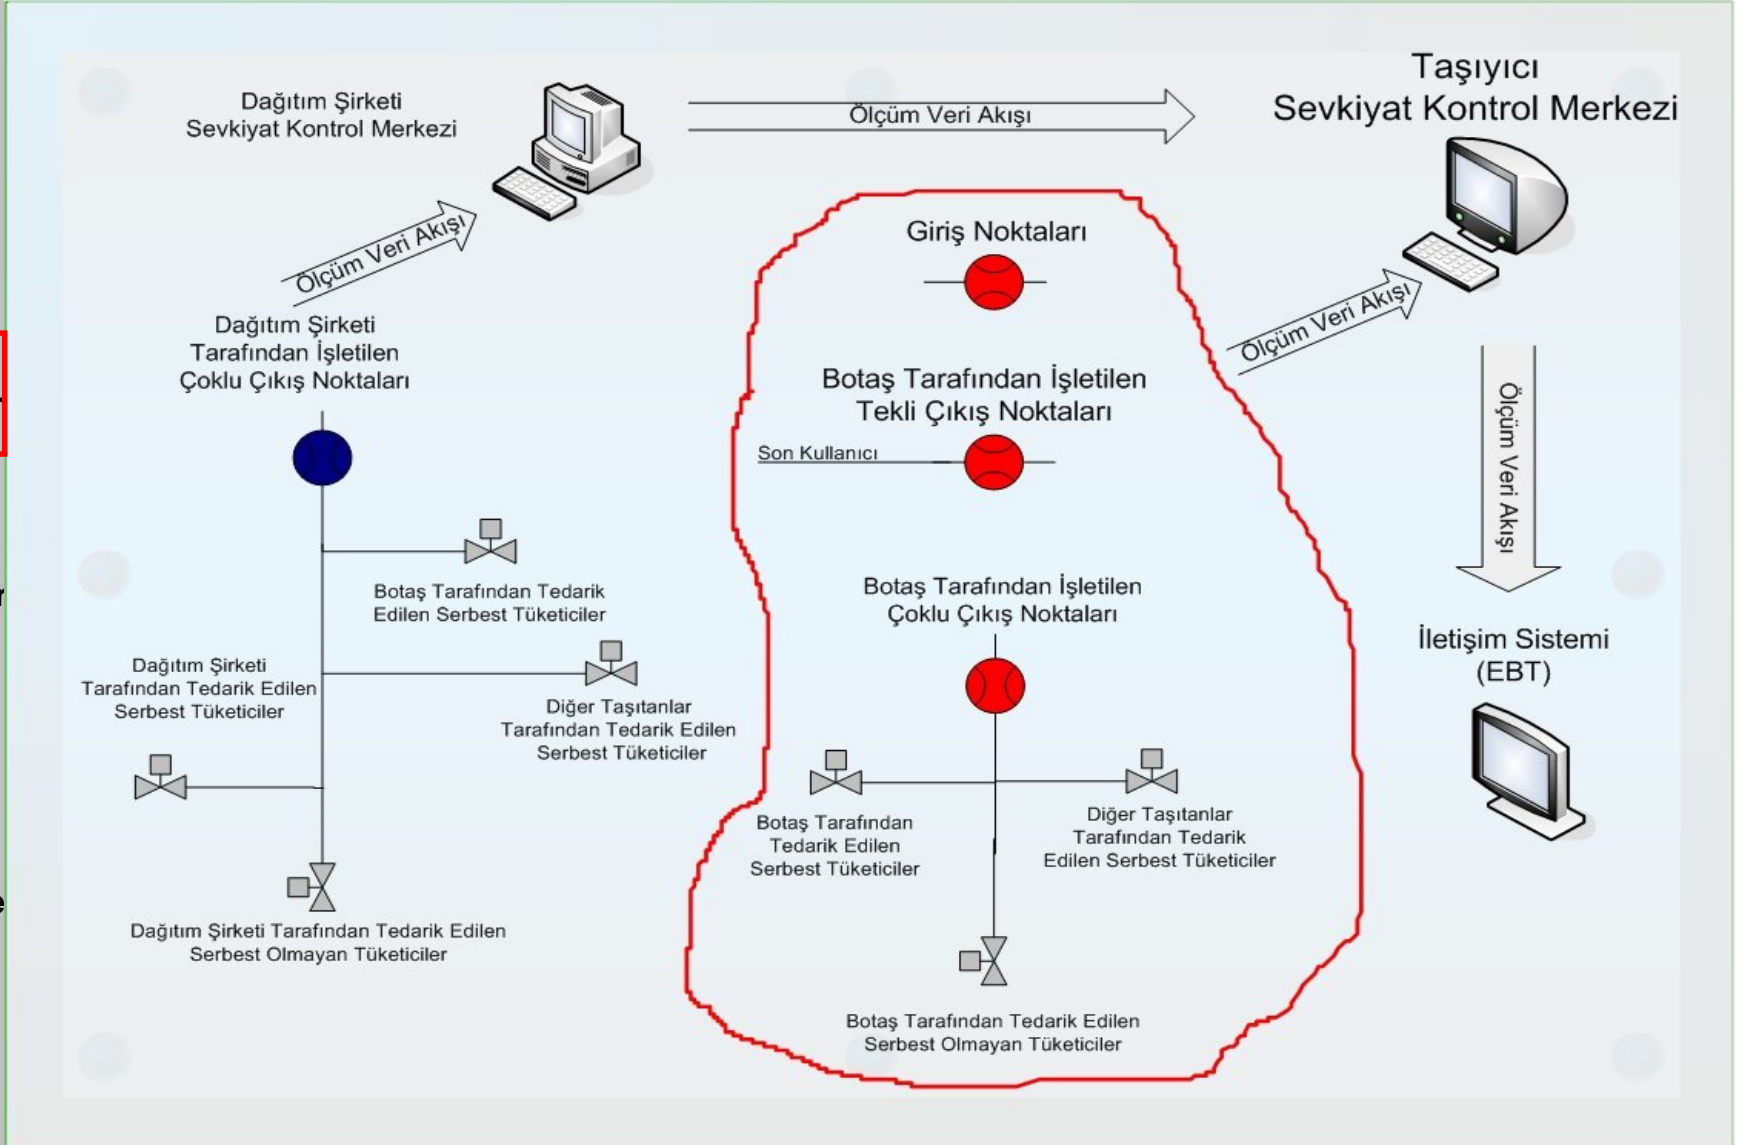 Dağıtım Şirketi
Sevkiyat Kontrol Merkezi
Ölçüm Veri Akışı
Taşıyıcı
Sevkiyat Kontrol Merkezi
Ölçüm Veri Akışı
Dağıtım Şirketi
Tarafından İşletilen
Çoklu Çıkış Noktaları
Botaş Tarafından Tedarik
Edilen Serbest Tüketiciler
Dağıtım Şirketi
Tarafından Tedarik Edilen
Serbest Tüketiciler
Diğer Taşıtanlar
Tarafından Tedarik Edilen
Serbest Tüketiciler
Dağıtım Şirketi Tarafından Tedarik Edilen
Serbest Olmayan Tüketiciler
Giriş Noktaları
Botaş Tarafından İşletilen
Tekli Çıkış Noktaları
Son Kullanıcı
Botaş Tarafından İşletilen
Çoklu Çıkış Noktaları
Botaş Tarafından
Tedarik Edilen
Serbest Tüketiciler
Diğer Taşıtanlar
Tarafından Tedarik
Edilen Serbest Tüketiciler
Botaş Tarafından Tedarik Edilen
Serbest Olmayan Tüketiciler
Ölçüm Veri Akışı
Ölçüm Veri Akışı
İletişim Sistemi
(EBT)